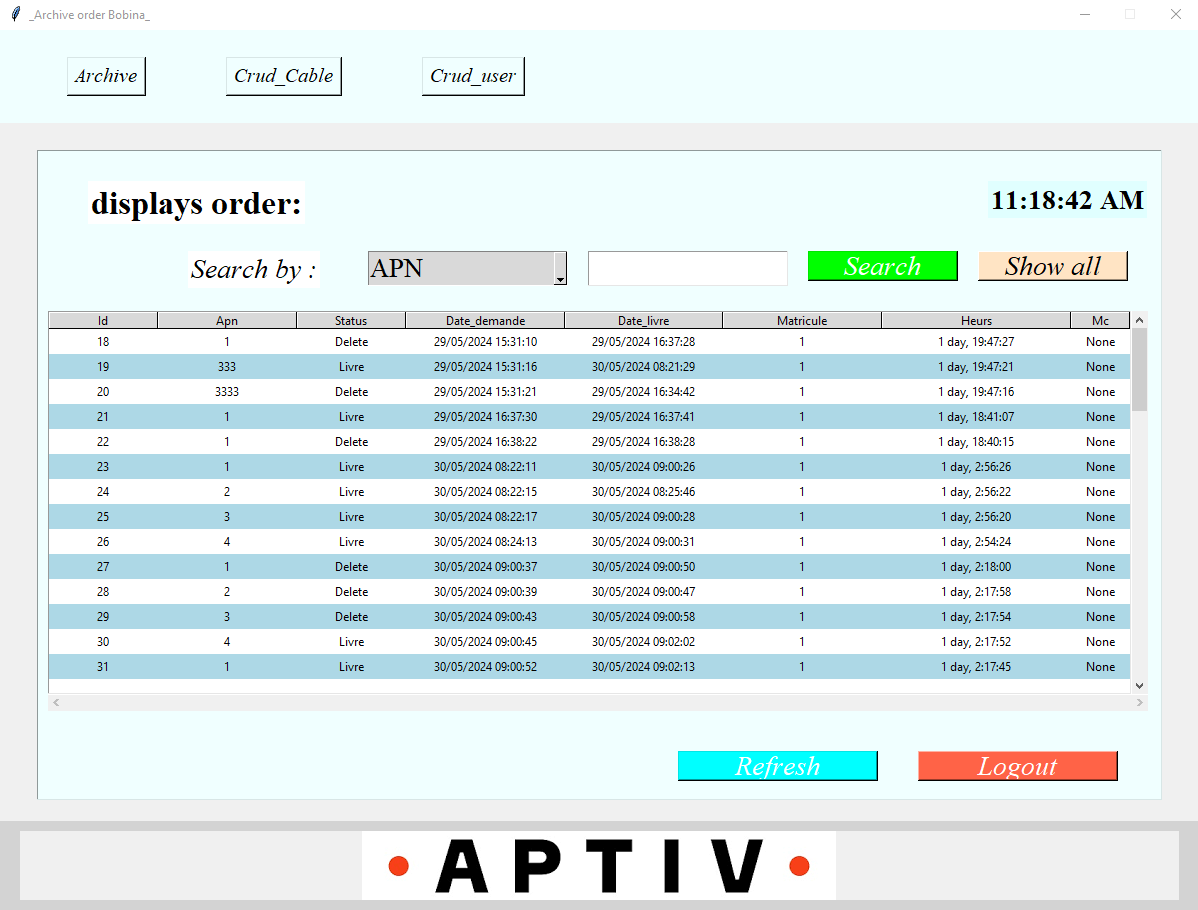 _Archive order Bobina_
Archive Crud_Cable Crud_user
displays order: 11:18:42 AM
Search by : APN Search Show all
Id Apn Status Date_demande Date_livre Matricule Heurs Mc
18 1 Delete 29/05/2024 15:31:10 29/05/2024 16:37:28 1 1 day, 19:47:27 None
19 333 Livre 29/05/2024 15:31:16 30/05/2024 08:21:29 1 1 day, 19:47:21 None
20 3333 Delete 29/05/2024 15:31:21 29/05/2024 16:34:42 1 1 day, 19:47:16 None
21 1 Livre 29/05/2024 16:37:30 29/05/2024 16:37:41 1 1 day, 18:41:07 None
22 1 Delete 29/05/2024 16:38:22 29/05/2024 16:38:28 1 1 day, 18:40:15 None
23 1 Livre 30/05/2024 08:22:11 30/05/2024 09:00:26 1 1 day, 2:56:26 None
24 2 Livre 30/05/2024 08:22:15 30/05/2024 08:25:46 1 1 day, 2:56:22 None
25 3 Livre 30/05/2024 08:22:17 30/05/2024 09:00:28 1 1 day, 2:56:20 None
26 4 Livre 30/05/2024 08:24:13 30/05/2024 09:00:31 1 1 day, 2:54:24 None
27 1 Delete 30/05/2024 09:00:37 30/05/2024 09:00:50 1 1 day, 2:18:00 None
28 2 Delete 30/05/2024 09:00:39 30/05/2024 09:00:47 1 1 day, 2:17:58 None
29 3 Delete 30/05/2024 09:00:43 30/05/2024 09:00:58 1 1 day, 2:17:54 None
30 4 Livre 30/05/2024 09:00:45 30/05/2024 09:02:02 1 1 day, 2:17:52 None
31 1 Livre 30/05/2024 09:00:52 30/05/2024 09:02:13 1 1 day, 2:17:45 None
Refresh Logout
APTIV